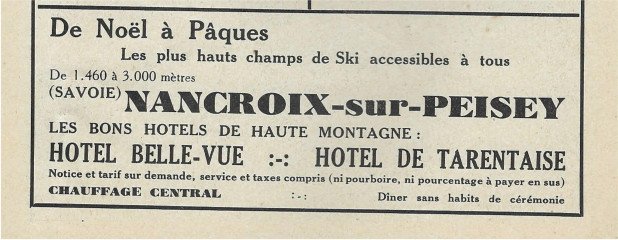 De Noël à Pâques
Les plus hauts champs de Ski accessibles à tous
De 1.460 à 3.000 mètres
(SAVOIE) NANCROIX-sur-PEISEY
LES BONS HOTELS DE HAUTE MONTAGNE :
HOTEL BELLE-VUE :-: HOTEL DE TARENTAISE
Notice et tarif sur demande, service et taxes compris (ni pourboire, ni pourcentage à payer en sus)
CHAUFFAGE CENTRAL :-: Diner sans habits de cérémonie